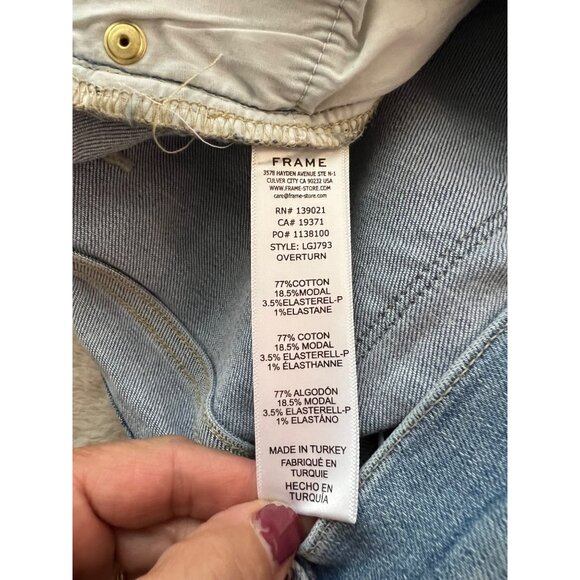 FRAME
3578 HAYDEN AVENUE STE N-1
CULVER CITY CA 90232 USA
WWW.FRAME-STORE.COM
care@frame-store.com
RN# 139021
CA# 19371
PO# 1138100
STYLE: LGJ793
OVERTURN
77%COTTON
18.5%MODAL
3.5%ELASTEREL-P
1%ELASTANE
77% COTON
18.5% MODAL
3.5% ELASTERELL-P
1% ÉLASTHANNE
77% ALGODÓN
18.5% MODAL
3.5% ELASTERELL-P
1% ELASTÁNO
MADE IN TURKEY
FABRIQUÉ EN
TURQUIE
HECHO EN
TURQUÍA